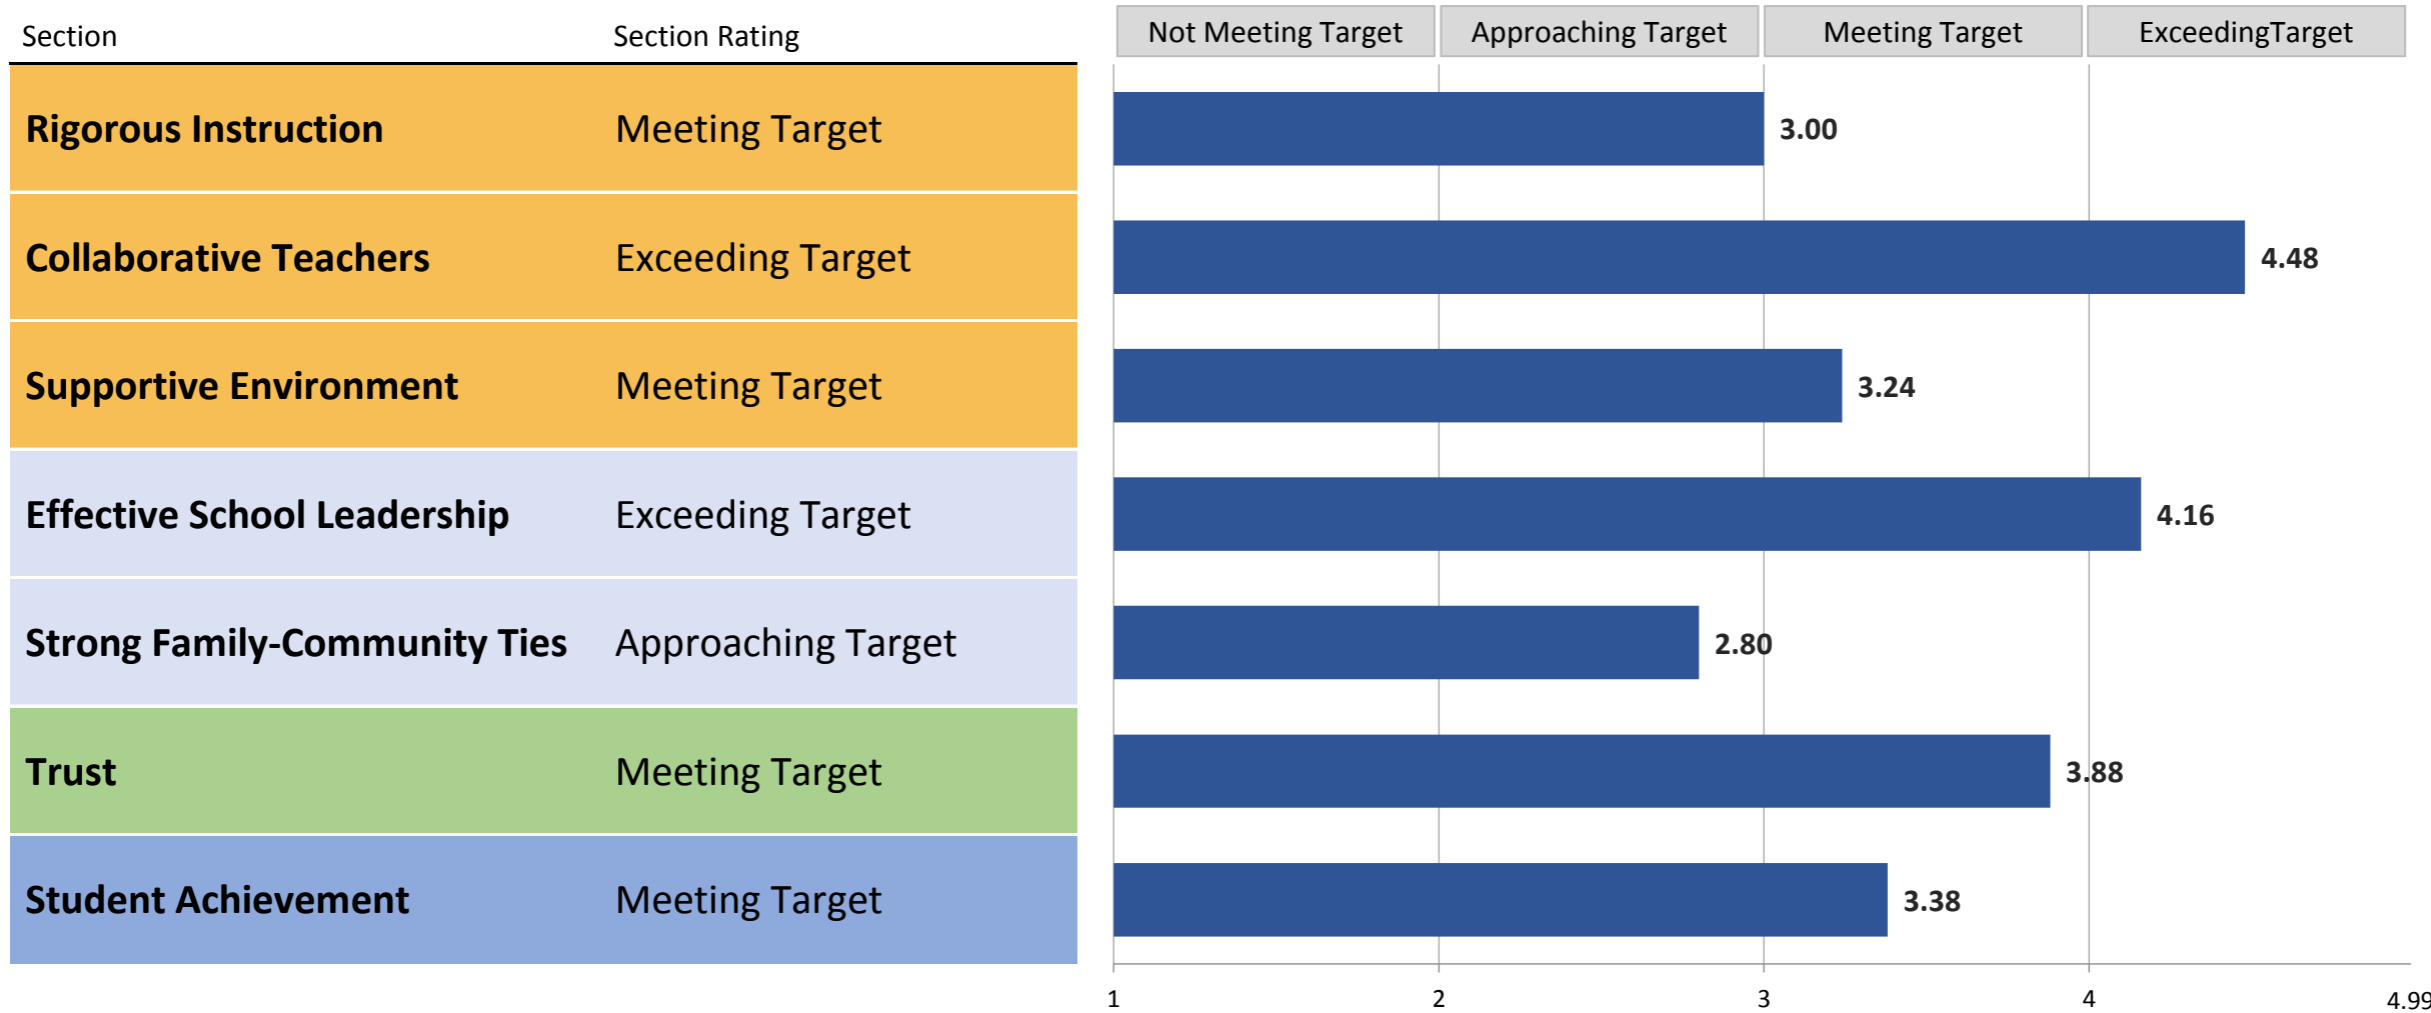 Section Section Rating Not Meeting Target Approaching Target Meeting Target ExceedingTarget
Rigorous Instruction Meeting Target 3.00
Collaborative Teachers Exceeding Target 4.48
Supportive Environment Meeting Target 3.24
Effective School Leadership Exceeding Target 4.16
Strong Family-Community Ties Approaching Target 2.80
Trust Meeting Target 3.88
Student Achievement Meeting Target 3.38
1 2 3 4 4.99